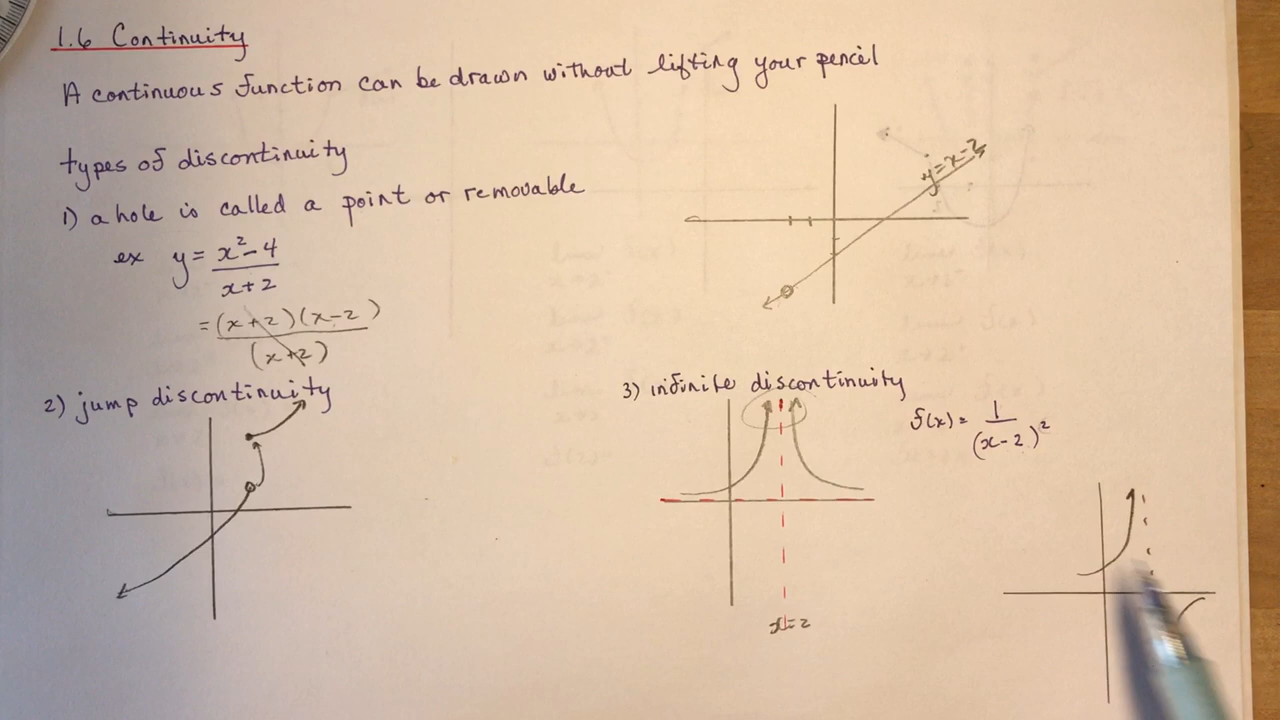 1.6 Continuity
A continuous function can be drawn without lifting your pencil
types of discontinuity
1) a hole is called a point or removable
ex y = x² - 4 / x + 2
= (x + 2)(x - 2) / (x + 2)
y = x - 2
2) jump discontinuity
3) infinite discontinuity
f(x) = 1 / (x - 2)²
x = 2